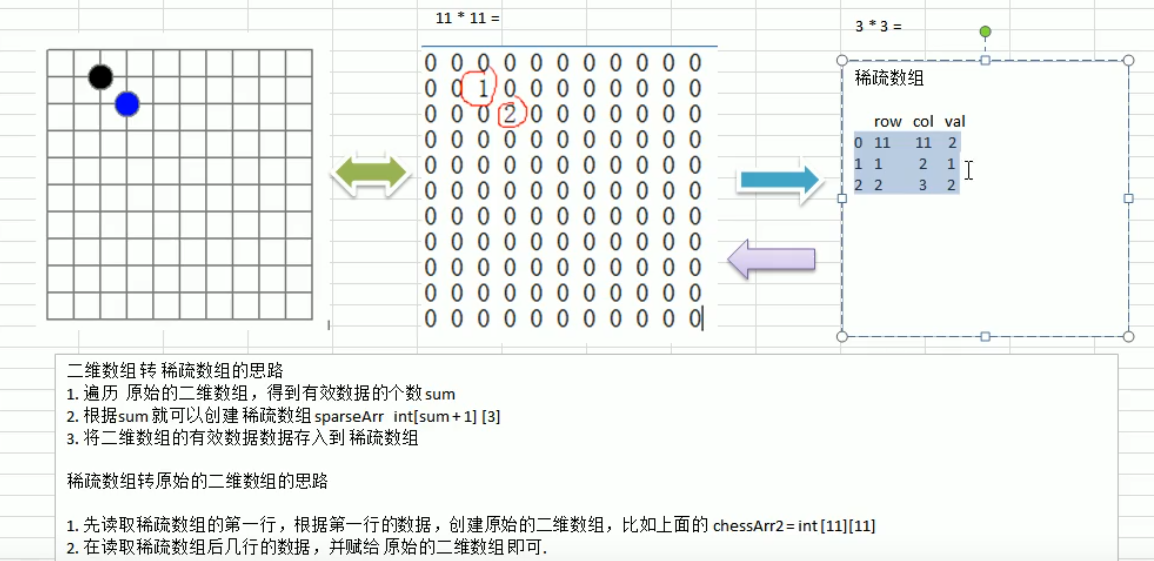 11 * 11 =
0 0 0 0 0 0 0 0 0 0 0
0 0 1 0 0 0 0 0 0 0 0
0 0 0 2 0 0 0 0 0 0 0
0 0 0 0 0 0 0 0 0 0 0
0 0 0 0 0 0 0 0 0 0 0
0 0 0 0 0 0 0 0 0 0 0
0 0 0 0 0 0 0 0 0 0 0
0 0 0 0 0 0 0 0 0 0 0
0 0 0 0 0 0 0 0 0 0 0
0 0 0 0 0 0 0 0 0 0 0
0 0 0 0 0 0 0 0 0 0 0
3 * 3 =
稀疏数组
row col val
0 11 11 2
1 1 2 1
2 2 3 2
二维数组 转 稀疏数组的思路
1. 遍历 原始的二维数组，得到有效数据的个数 sum
2. 根据sum 就可以创建 稀疏数组 sparseArr int[sum + 1] [3]
3. 将二维数组的有效数据数据存入到 稀疏数组
稀疏数组转原始的二维数组的思路
1. 先读取稀疏数组的第一行，根据第一行的数据，创建原始的二维数组，比如上面的 chessArr2 = int [11][11]
2. 在读取稀疏数组后几行的数据，并赋给 原始的二维数组 即可.